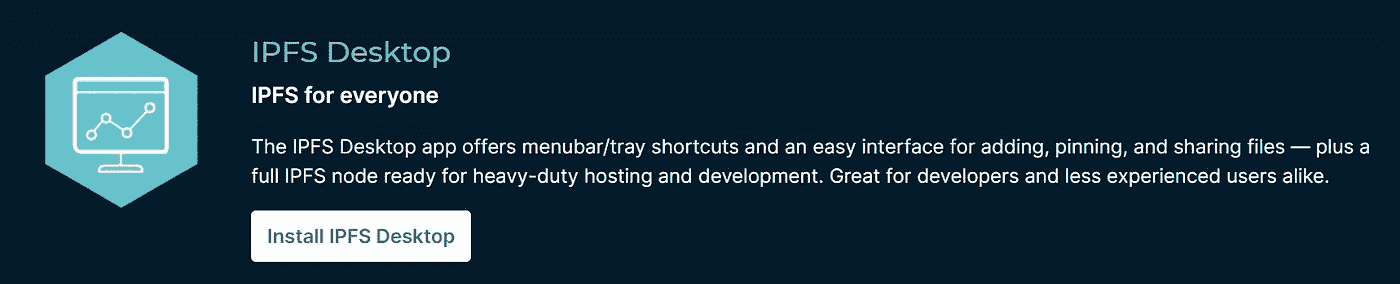 IPFS Desktop
IPFS for everyone
The IPFS Desktop app offers menubar/tray shortcuts and an easy interface for adding, pinning, and sharing files — plus a
full IPFS node ready for heavy-duty hosting and development. Great for developers and less experienced users alike.
Install IPFS Desktop